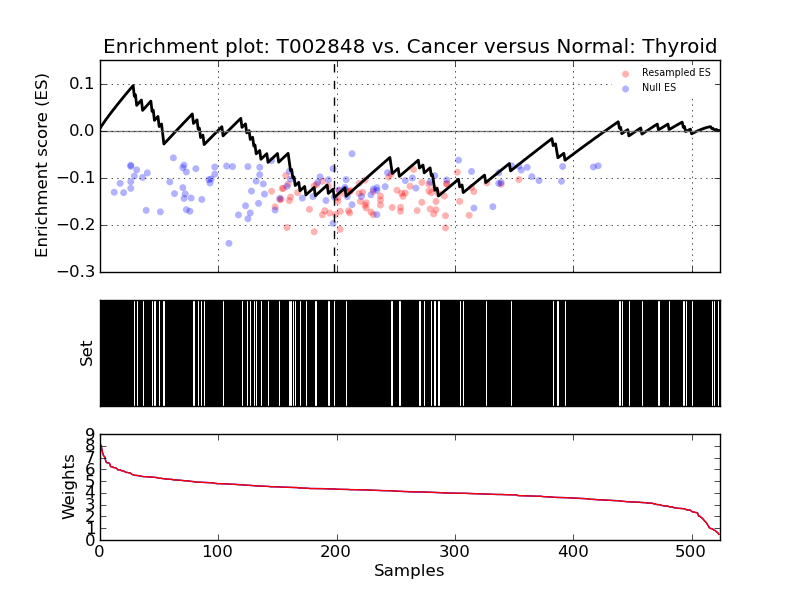 Enrichment plot: T002848 vs. Cancer versus Normal: Thyroid
Enrichment score (ES)
0.1
0.0
−0.1
−0.2
−0.3
Resampled ES
Null ES
Set
Weights
9
8
7
6
5
4
3
2
1
0
0 100 200 300 400 500
Samples